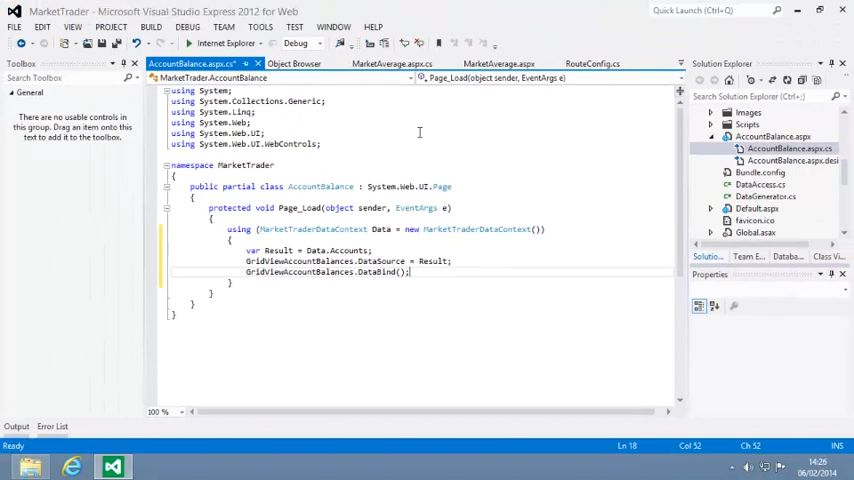 MarketTrader - Microsoft Visual Studio Express 2012 for Web
Quick Launch (Ctrl+Q)
FILE EDIT VIEW PROJECT BUILD DEBUG TEAM TOOLS TEST WINDOW HELP
Internet Explorer Debug
Toolbox
AccountBalance.aspx.cs* Object Browser MarketAverage.aspx.cs MarketAverage.aspx RouteConfig.cs
Solution Explorer
Search Toolbox
MarketTrader.AccountBalance
Page_Load(object sender, EventArgs e)
General
There are no usable controls in
this group. Drag an item onto this
text to add it to the toolbox.
using System;
using System.Collections.Generic;
using System.Linq;
using System.Web;
using System.Web.UI;
using System.Web.UI.WebControls;
namespace MarketTrader
{
public partial class AccountBalance : System.Web.UI.Page
{
protected void Page_Load(object sender, EventArgs e)
{
using (MarketTraderDataContext Data = new MarketTraderDataContext())
{
var Result = Data.Accounts;
GridViewAccountBalances.DataSource = Result;
GridViewAccountBalances.DataBind();
}
}
}
}
Search Solution Explorer (Ctrl+;)
Images
Scripts
AccountBalance.aspx
AccountBalance.aspx.cs
AccountBalance.aspx.desi
Bundle.config
DataAccess.cs
DataGenerator.cs
Default.aspx
favicon.ico
Global.asax
Solutio... Team E... Class Vi...
Properties
100 %
Output Error List
Ready
Ln 18 Col 52 Ch 52 INS
14:26
06/02/2014